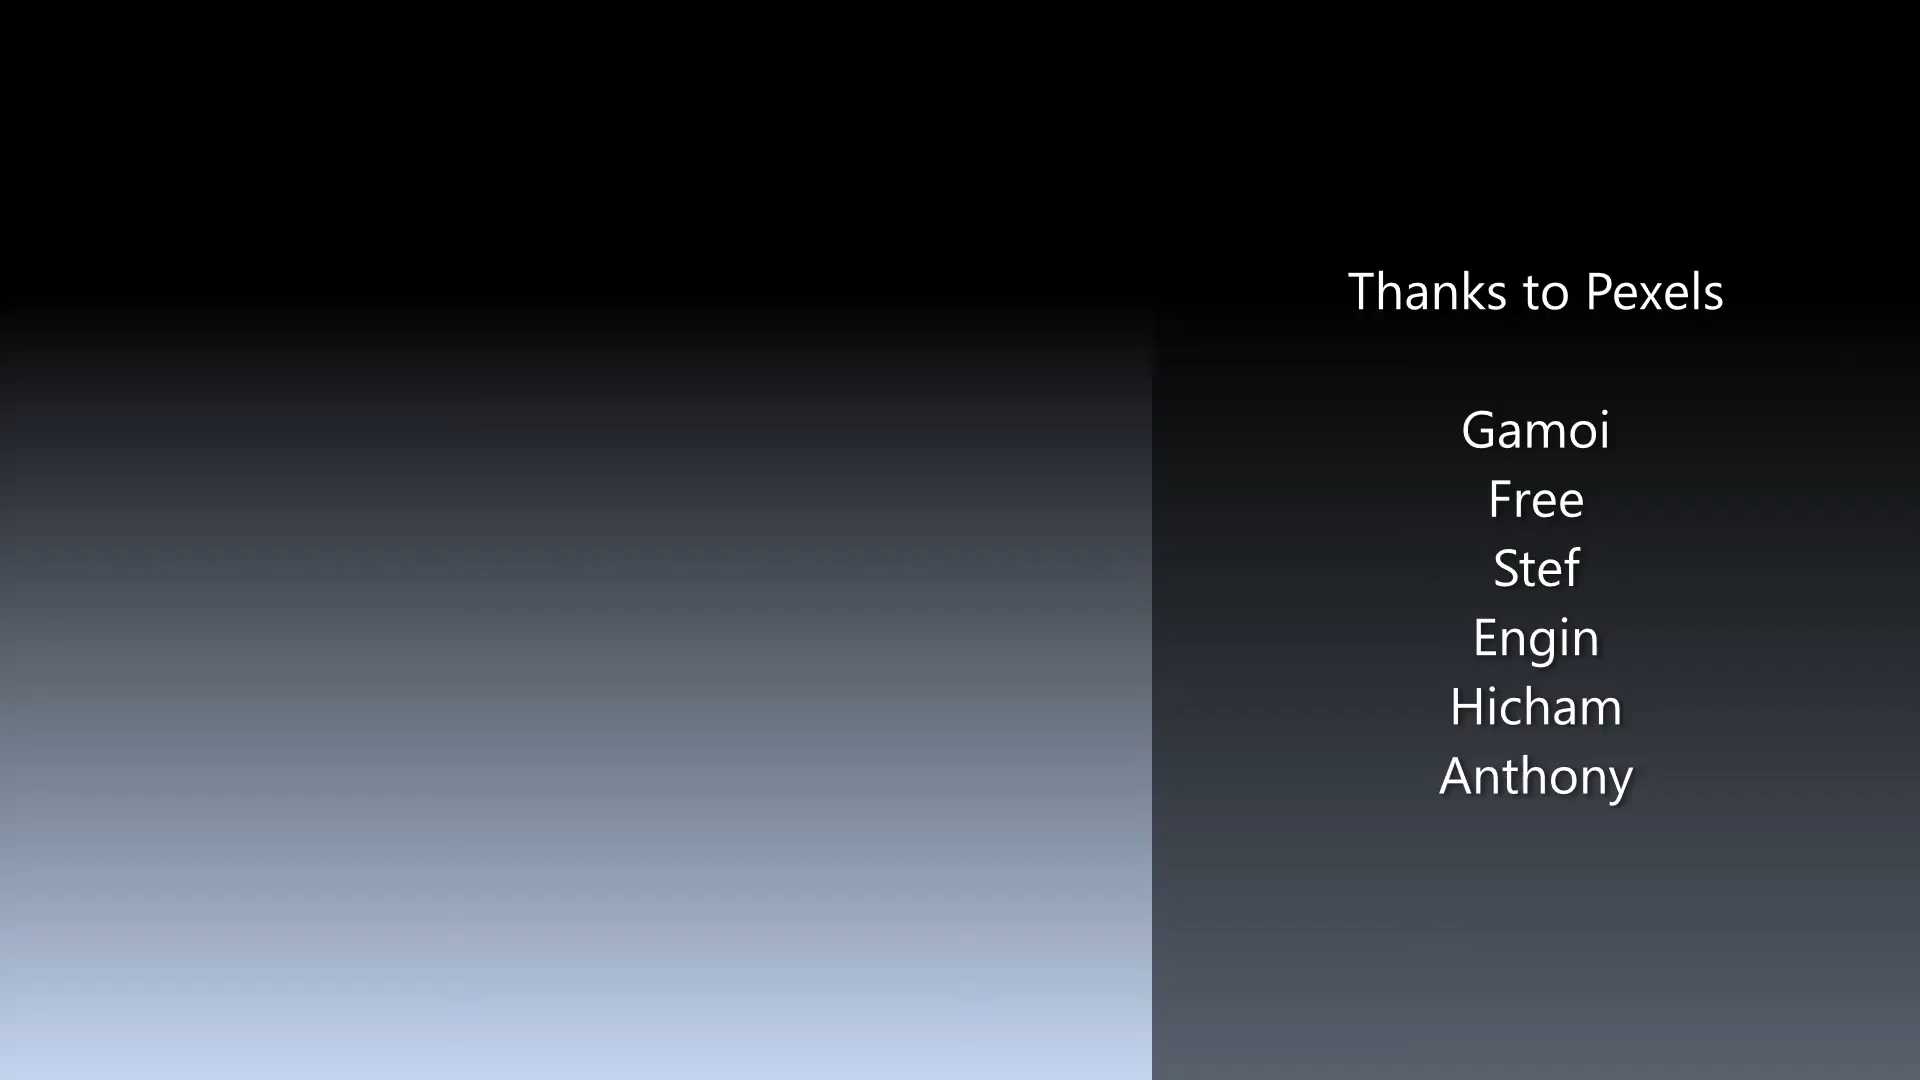 Thanks to Pexels
Gamoi
Free
Stef
Engin
Hicham
Anthony